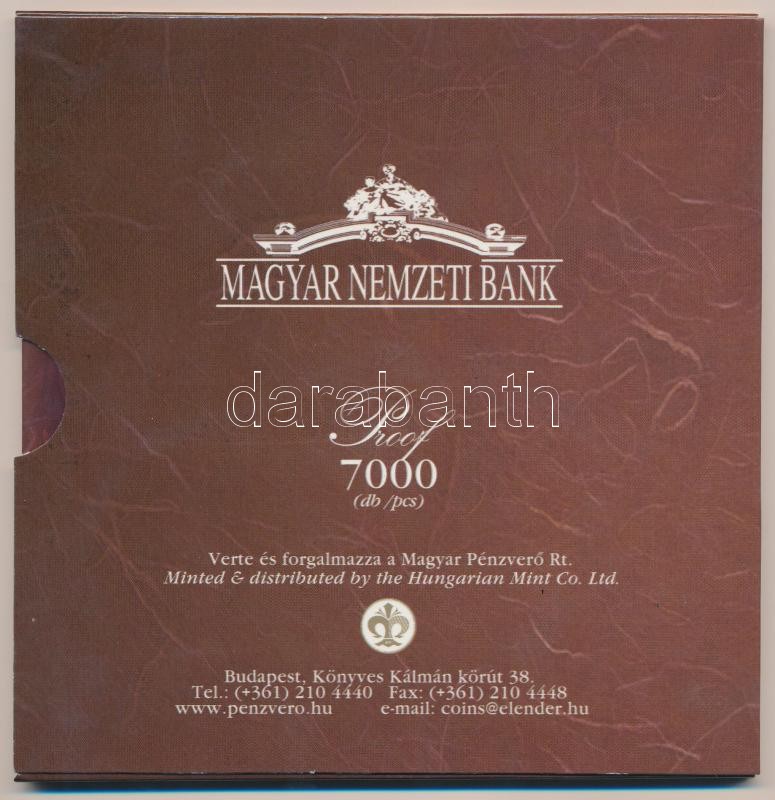 MAGYAR NEMZETI BANK
darabanth
Proof
7000
(db /pcs)
Verte és forgalmazza a Magyar Pénzverő Rt.
Minted & distributed by the Hungarian Mint Co. Ltd.
Budapest, Könyves Kálmán körút 38.
Tel.: (+361) 210 4440 Fax: (+361) 210 4448
www.penzvero.hu e-mail: coins@elender.hu